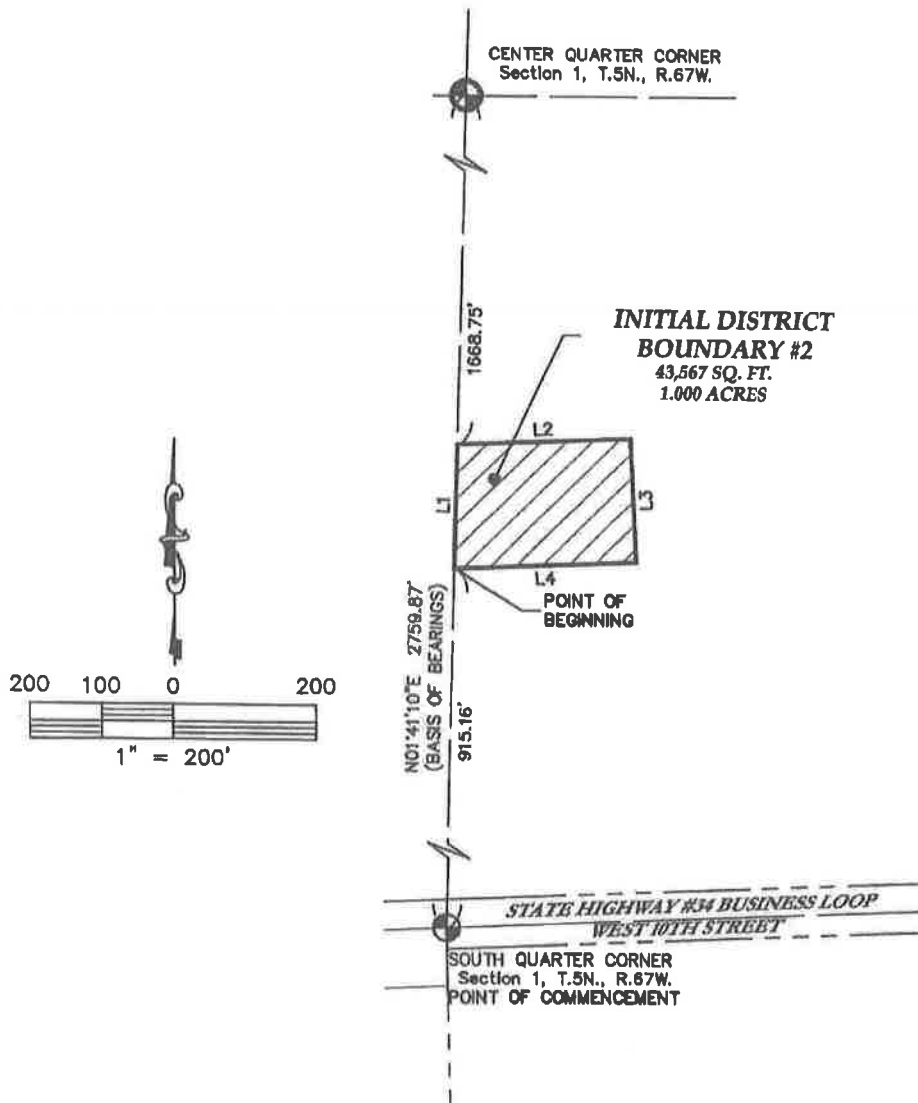 CENTER QUARTER CORNER
Section 1, T.5N., R.67W.
1668.75'
INITIAL DISTRICT
BOUNDARY #2
43,567 SQ. FT.
1.000 ACRES
L2
L1
L3
L4
POINT OF
BEGINNING
N01°41'10"E 2759.87'
(BASIS OF BEARINGS)
915.16'
200 100 0 200
1" = 200'
STATE HIGHWAY #34 BUSINESS LOOP
WEST 10TH STREET
SOUTH QUARTER CORNER
Section 1, T.5N., R.67W.
POINT OF COMMENCEMENT